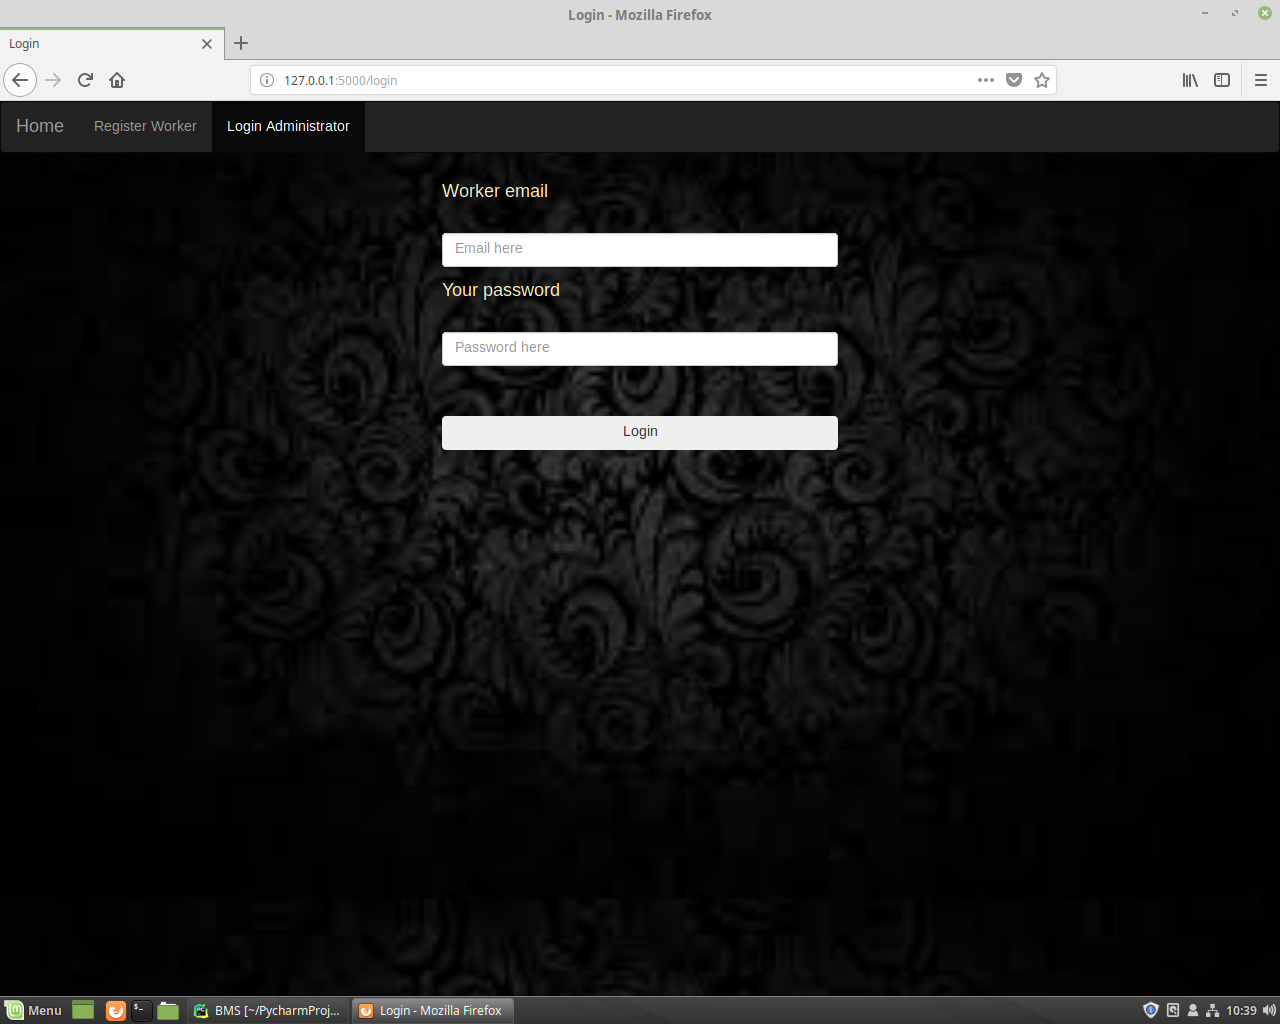 Login - Mozilla Firefox
Login
127.0.0.1:5000/login
Home Register Worker Login Administrator
Worker email
Email here
Your password
Password here
Login
Menu BMS [~/PycharmProj... Login - Mozilla Firefox 10:39